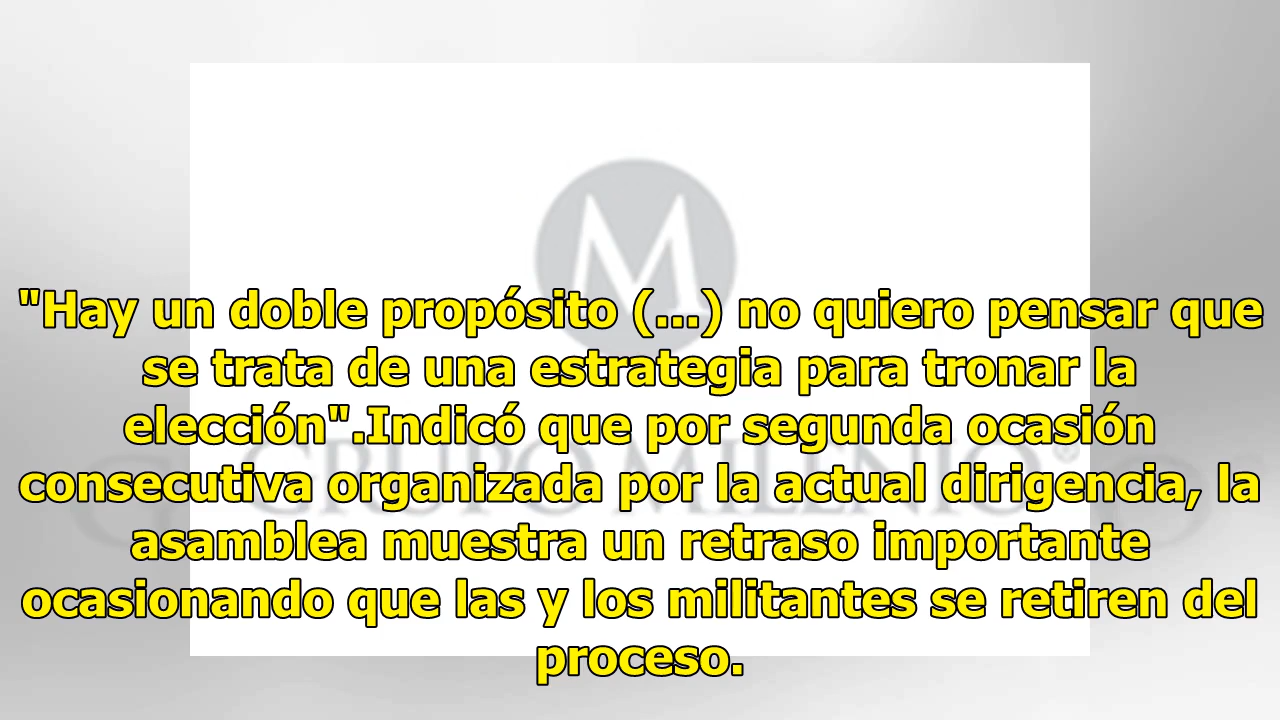 M
"Hay un doble propósito (...) no quiero pensar que
se trata de una estrategia para tronar la
elección".Indicó que por segunda ocasión
consecutiva organizada por la actual dirigencia, la
asamblea muestra un retraso importante
ocasionando que las y los militantes se retiren del
proceso.
GRUPO MILENIO®